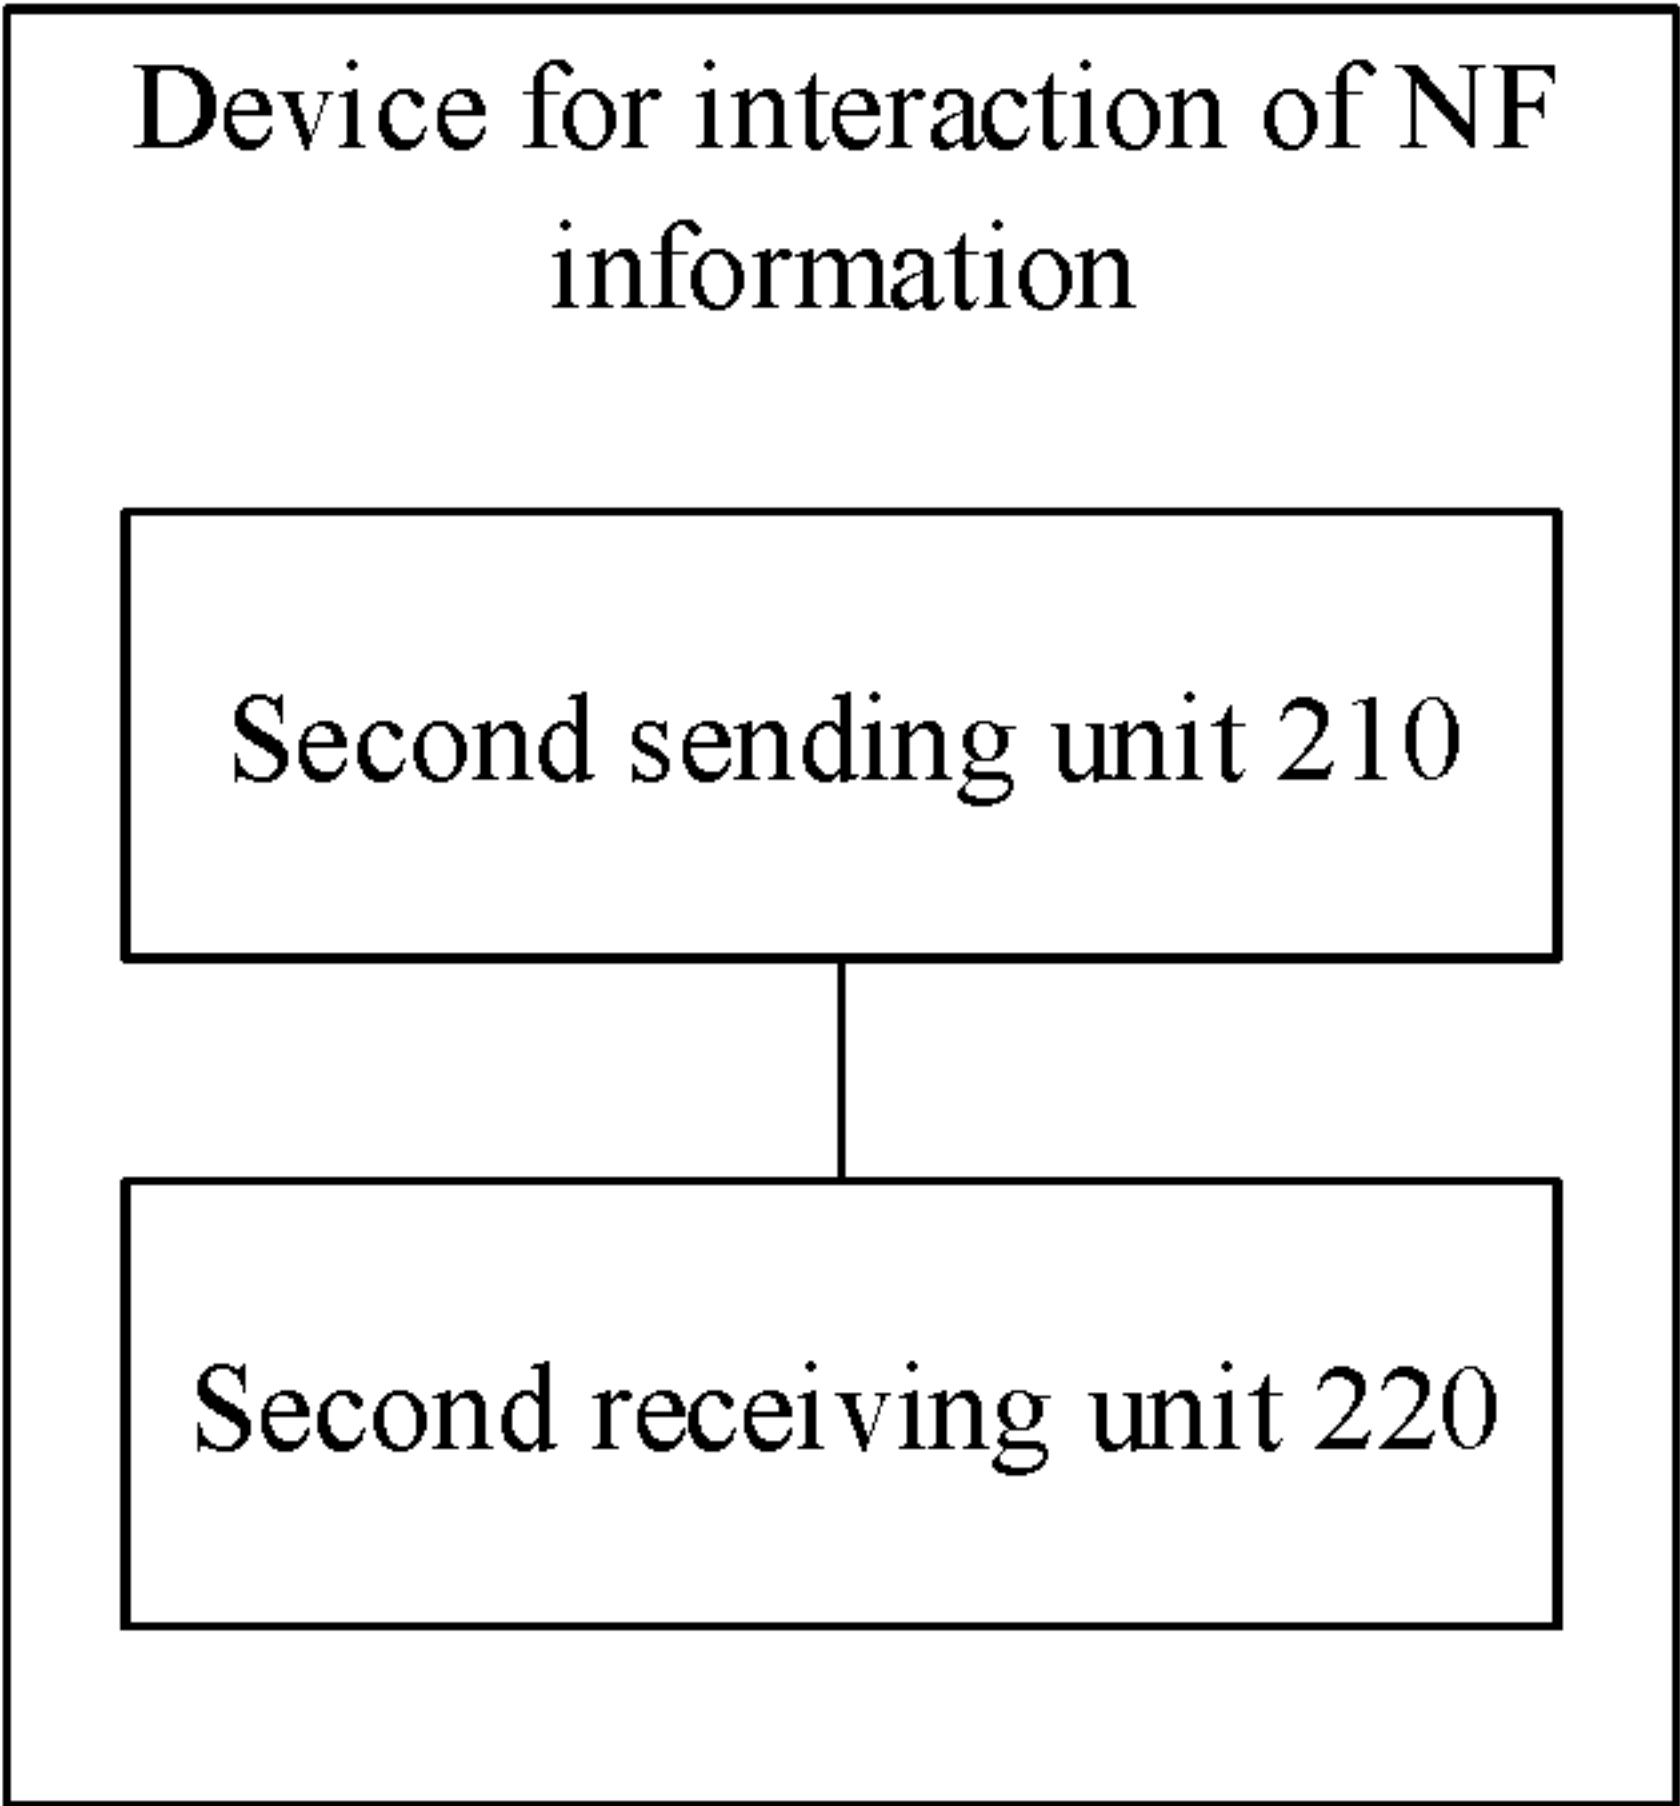 Device for interaction of NF
information
Second sending unit 210
Second receiving unit 220